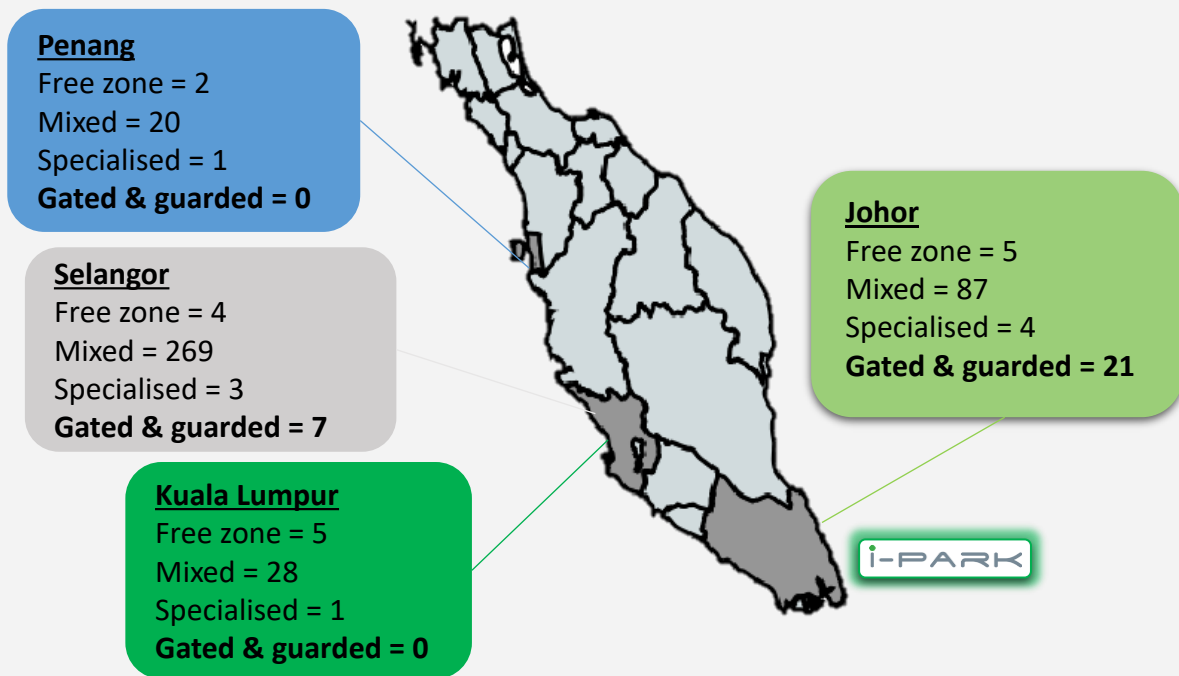 Penang
Free zone = 2
Mixed = 20
Specialised = 1
Gated & guarded = 0
Selangor
Free zone = 4
Mixed = 269
Specialised = 3
Gated & guarded = 7
Kuala Lumpur
Free zone = 5
Mixed = 28
Specialised = 1
Gated & guarded = 0
Johor
Free zone = 5
Mixed = 87
Specialised = 4
Gated & guarded = 21
i-PARK